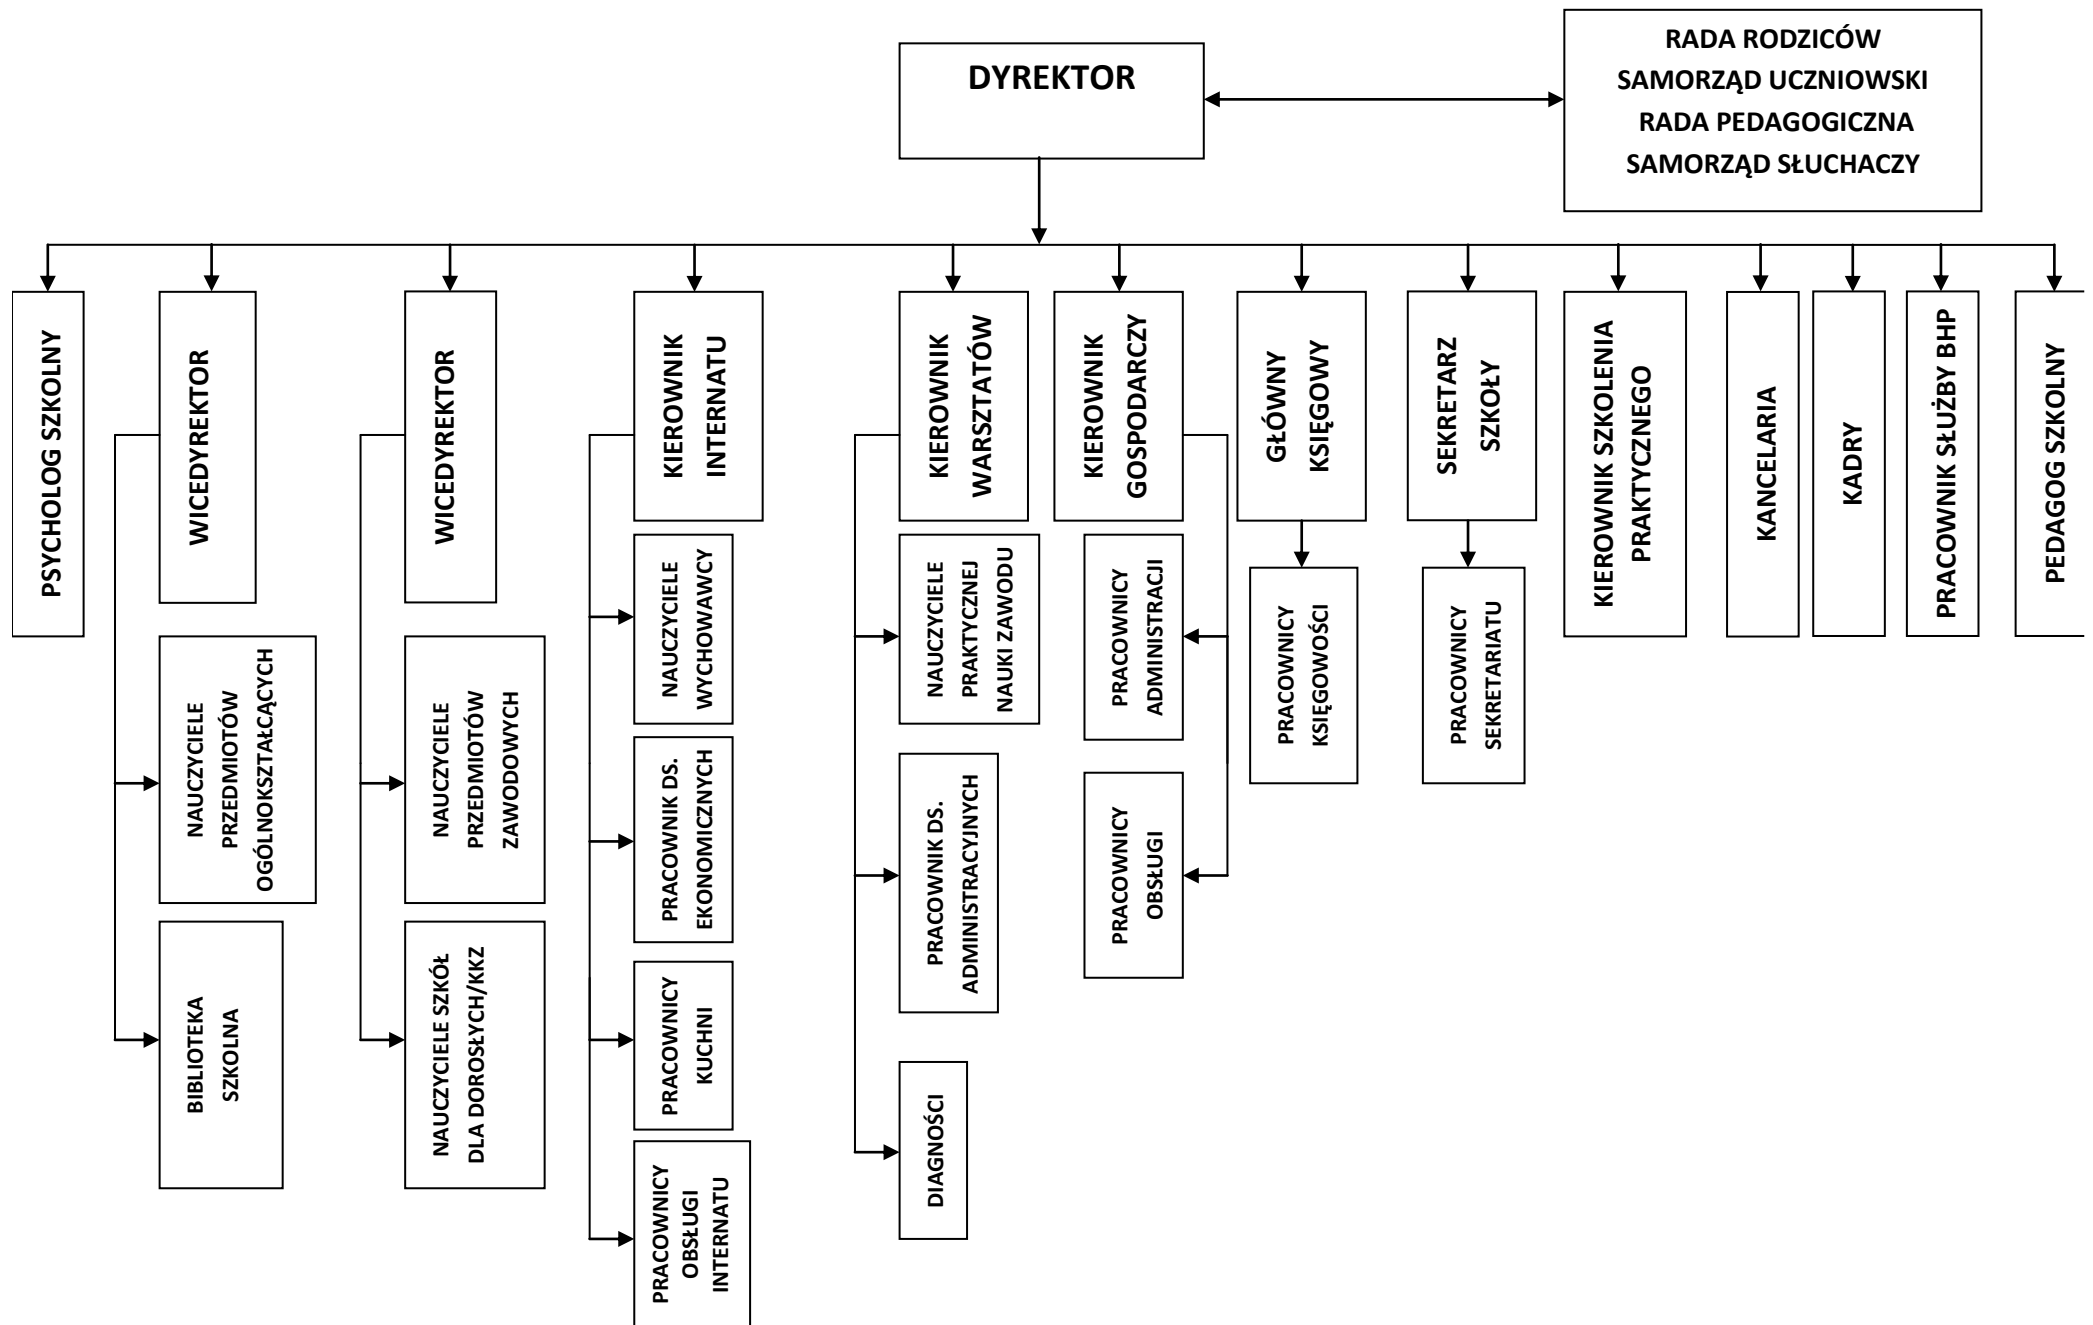 DYREKTOR
RADA RODZICÓW
SAMORZĄD UCZNIOWSKI
RADA PEDAGOGICZNA
SAMORZĄD SŁUCHACZY
PSYCHOLOG SZKOLNY
WICEDYREKTOR
WICEDYREKTOR
KIEROWNIK
INTERNATU
KIEROWNIK
WARSZTATÓW
KIEROWNIK
GOSPODARCZY
GŁÓWNY
KSIĘGOWY
SEKRETARZ
SZKOŁY
KIEROWNIK SZKOLENIA
PRAKTYCZNEGO
KANCELARIA
KADRY
PRACOWNIK SŁUŻBY BHP
PEDAGOG SZKOLNY
NAUCZYCIELE
PRZEDMIOTÓW
OGÓLNOKSZTAŁCĄCYCH
BIBLIOTEKA
SZKOLNA
NAUCZYCIELE
PRZEDMIOTÓW
ZAWODOWYCH
NAUCZYCIELE SZKÓŁ
DLA DOROSŁYCH/KKZ
NAUCZYCIELE
WYCHOWAWCY
PRACOWNIK DS.
EKONOMICZNYCH
PRACOWNICY
KUCHNI
PRACOWNICY
OBSŁUGI
INTERNATU
NAUCZYCIELE
PRAKTYCZNEJ
NAUKI ZAWODU
PRACOWNIK DS.
ADMINISTRACYJNYCH
DIAGNOŚCI
PRACOWNICY
ADMINISTRACJI
PRACOWNICY
OBSŁUGI
PRACOWNICY
KSIĘGOWOŚCI
PRACOWNICY
SEKRETARIATU